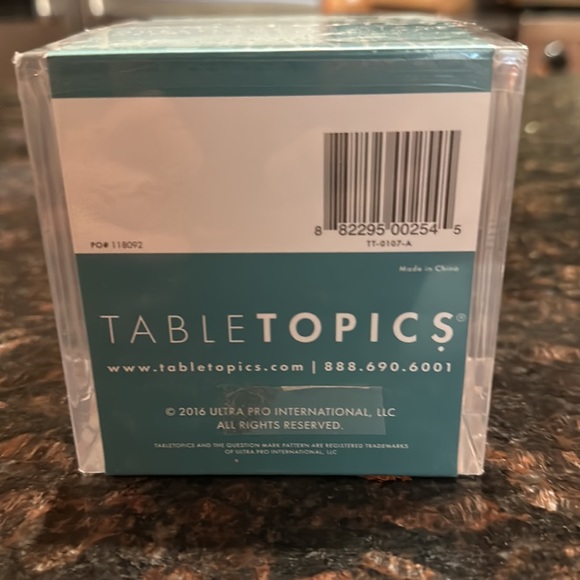 8 82295 00254 5
TT-0107-A
PO# 118092
Made in China
TABLETOPICS®
www.tabletopics.com | 888.690.6001
© 2016 ULTRA PRO INTERNATIONAL, LLC
ALL RIGHTS RESERVED.
TABLETOPICS AND THE QUESTION MARK PATTERN ARE REGISTERED TRADEMARKS
OF ULTRA PRO INTERNATIONAL, LLC